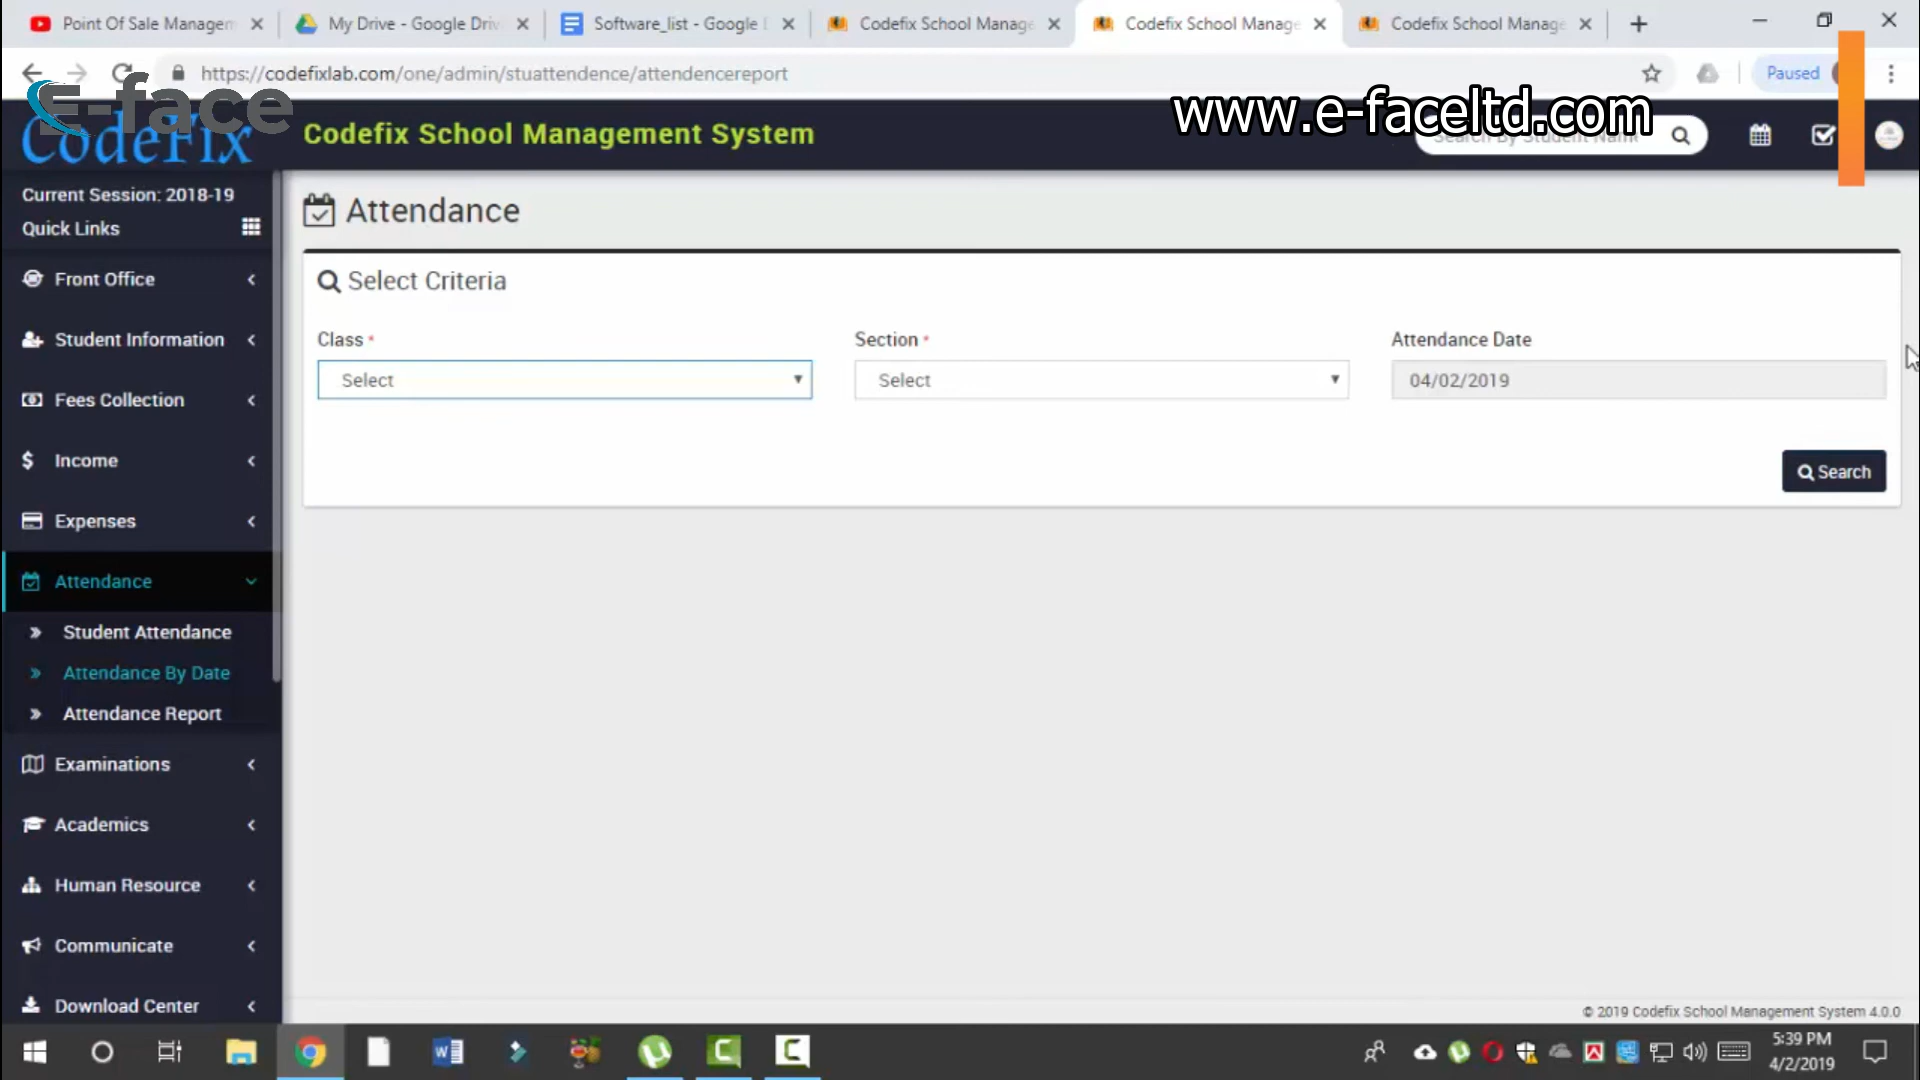 Point Of Sale Managem
My Drive - Google Driv
Software_list - Google
Codefix School Manage
Codefix School Manage
Codefix School Manage
https://codefixlab.com/one/admin/stuattendence/attendencereport
Paused
E-face
www.e-faceltd.com
CodeFix
Codefix School Management System
Search By Student Name
Current Session: 2018-19
Quick Links
Front Office
Student Information
Fees Collection
Income
Expenses
Attendance
Student Attendance
Attendance By Date
Attendance Report
Examinations
Academics
Human Resource
Communicate
Download Center
Attendance
Select Criteria
Class *
Select
Section *
Select
Attendance Date
04/02/2019
Search
© 2019 Codefix School Management System 4.0.0
5:39 PM
4/2/2019